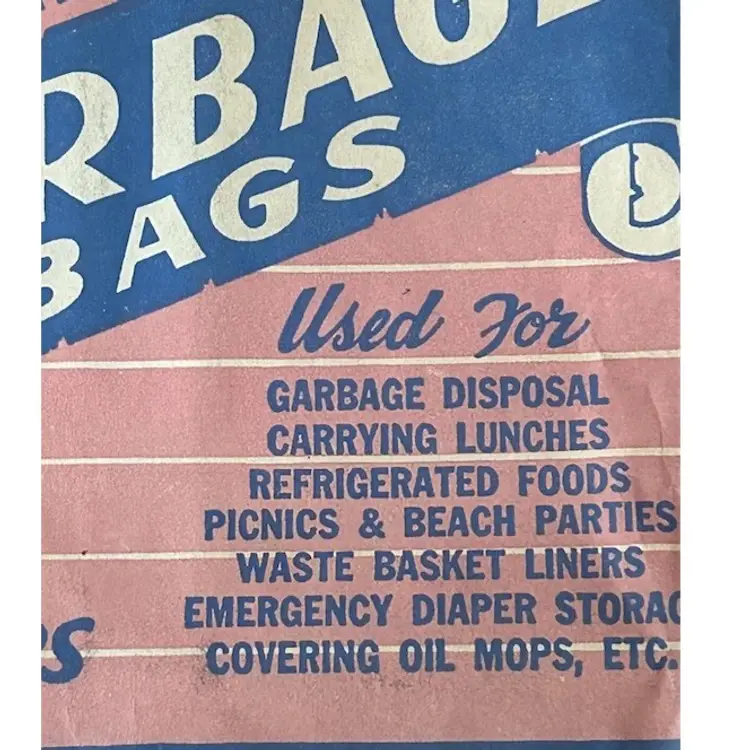 RBAGE
BAGS
D
Used For
GARBAGE DISPOSAL
CARRYING LUNCHES
REFRIGERATED FOODS
PICNICS & BEACH PARTIES
WASTE BASKET LINERS
EMERGENCY DIAPER STORAG
RS
COVERING OIL MOPS, ETC.